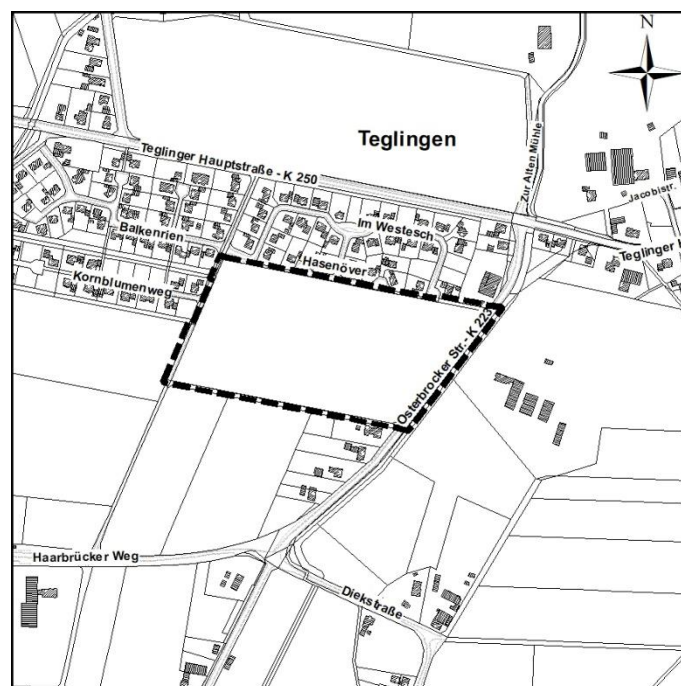 N
Teglingen
Zur Alten Mühle
Teglinger Hauptstraße - K 250
Jacobistr.
Im Westesch
Balkenrien
Teglinger H
Hasenöver
Kornblumenweg
Osterbrocker Str.- K 223
Haarbrücker Weg
Diekstraße